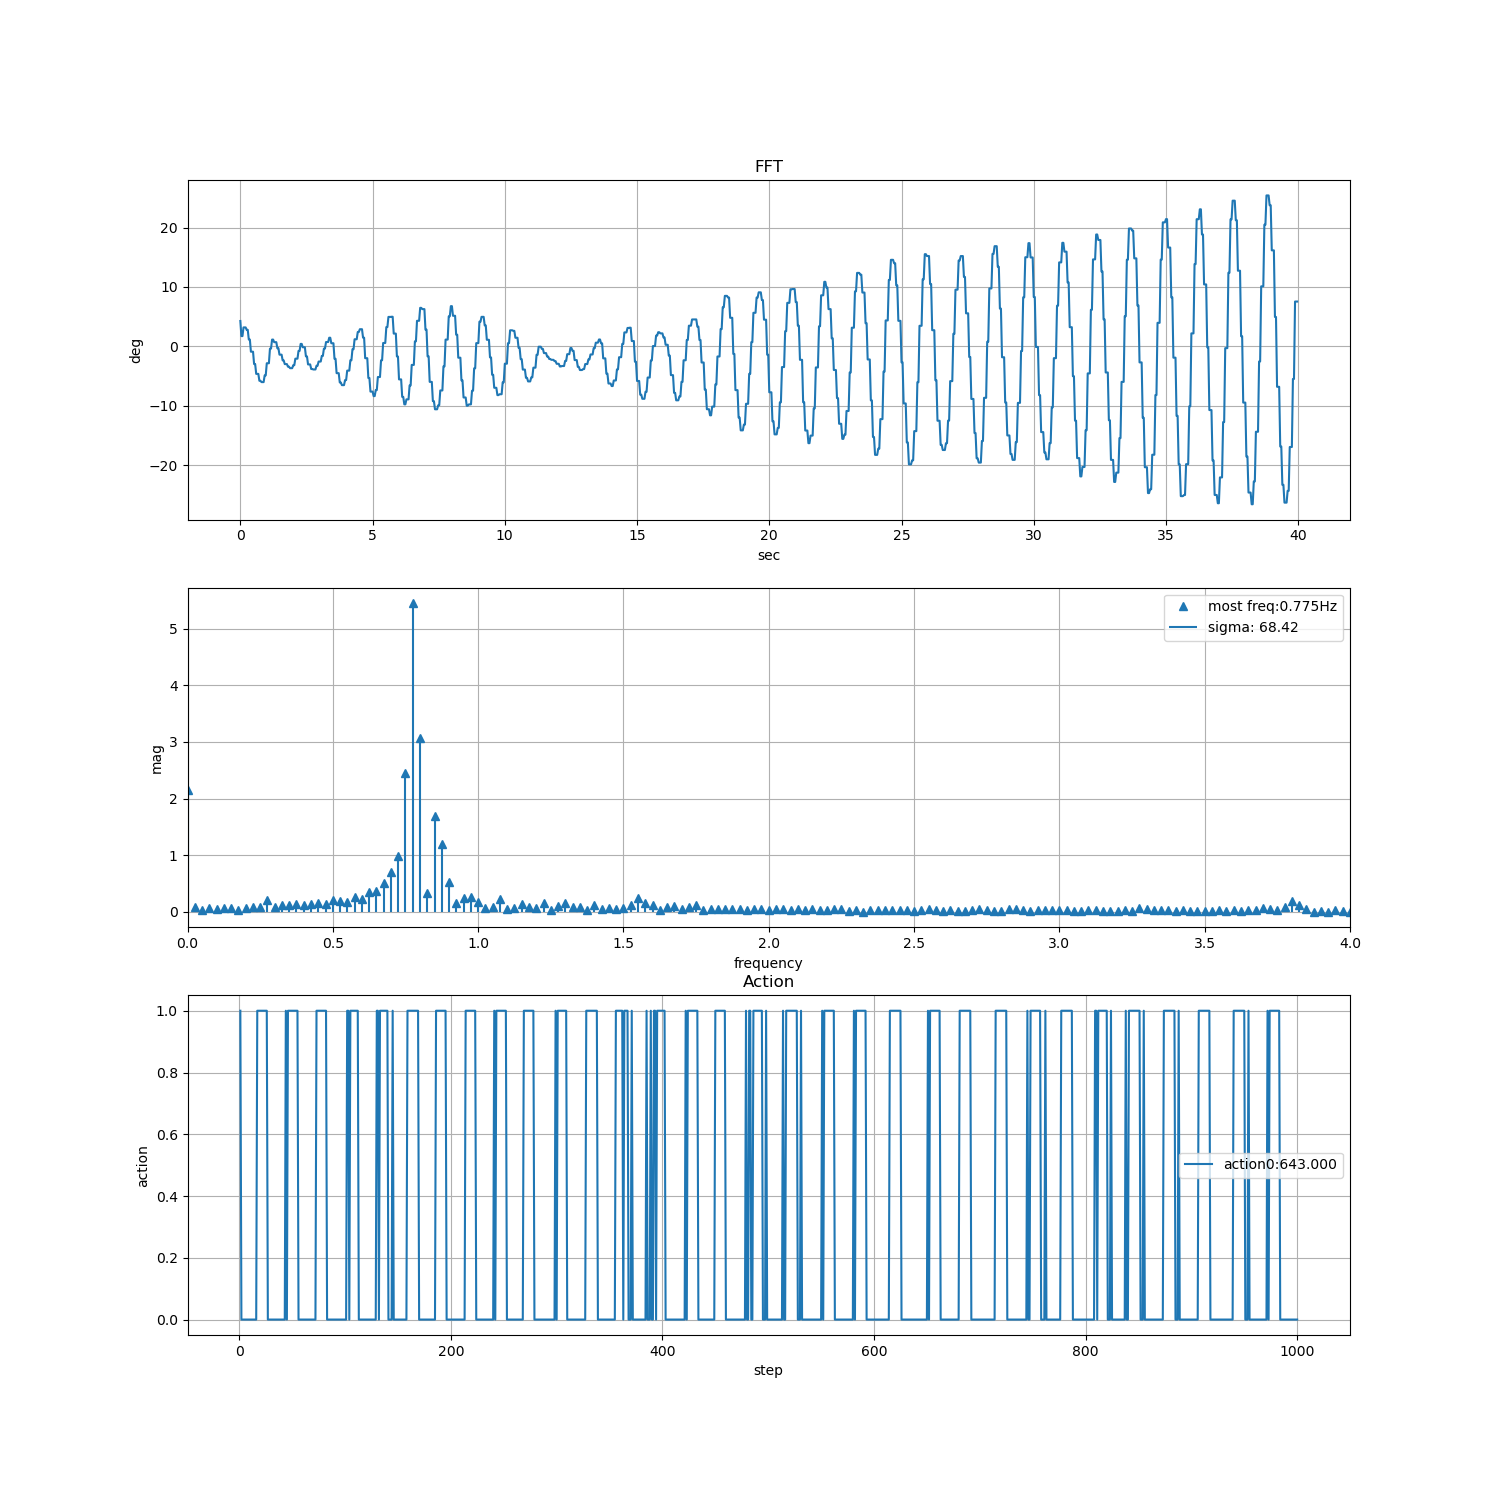 FFT
20
10
0
−10
−20
deg
0 5 10 15 20 25 30 35 40
sec
most freq:0.775Hz
sigma: 68.42
5
4
3
2
1
0
mag
0.0 0.5 1.0 1.5 2.0 2.5 3.0 3.5 4.0
frequency
Action
1.0
0.8
0.6
0.4
0.2
0.0
action
action0:643.000
0 200 400 600 800 1000
step